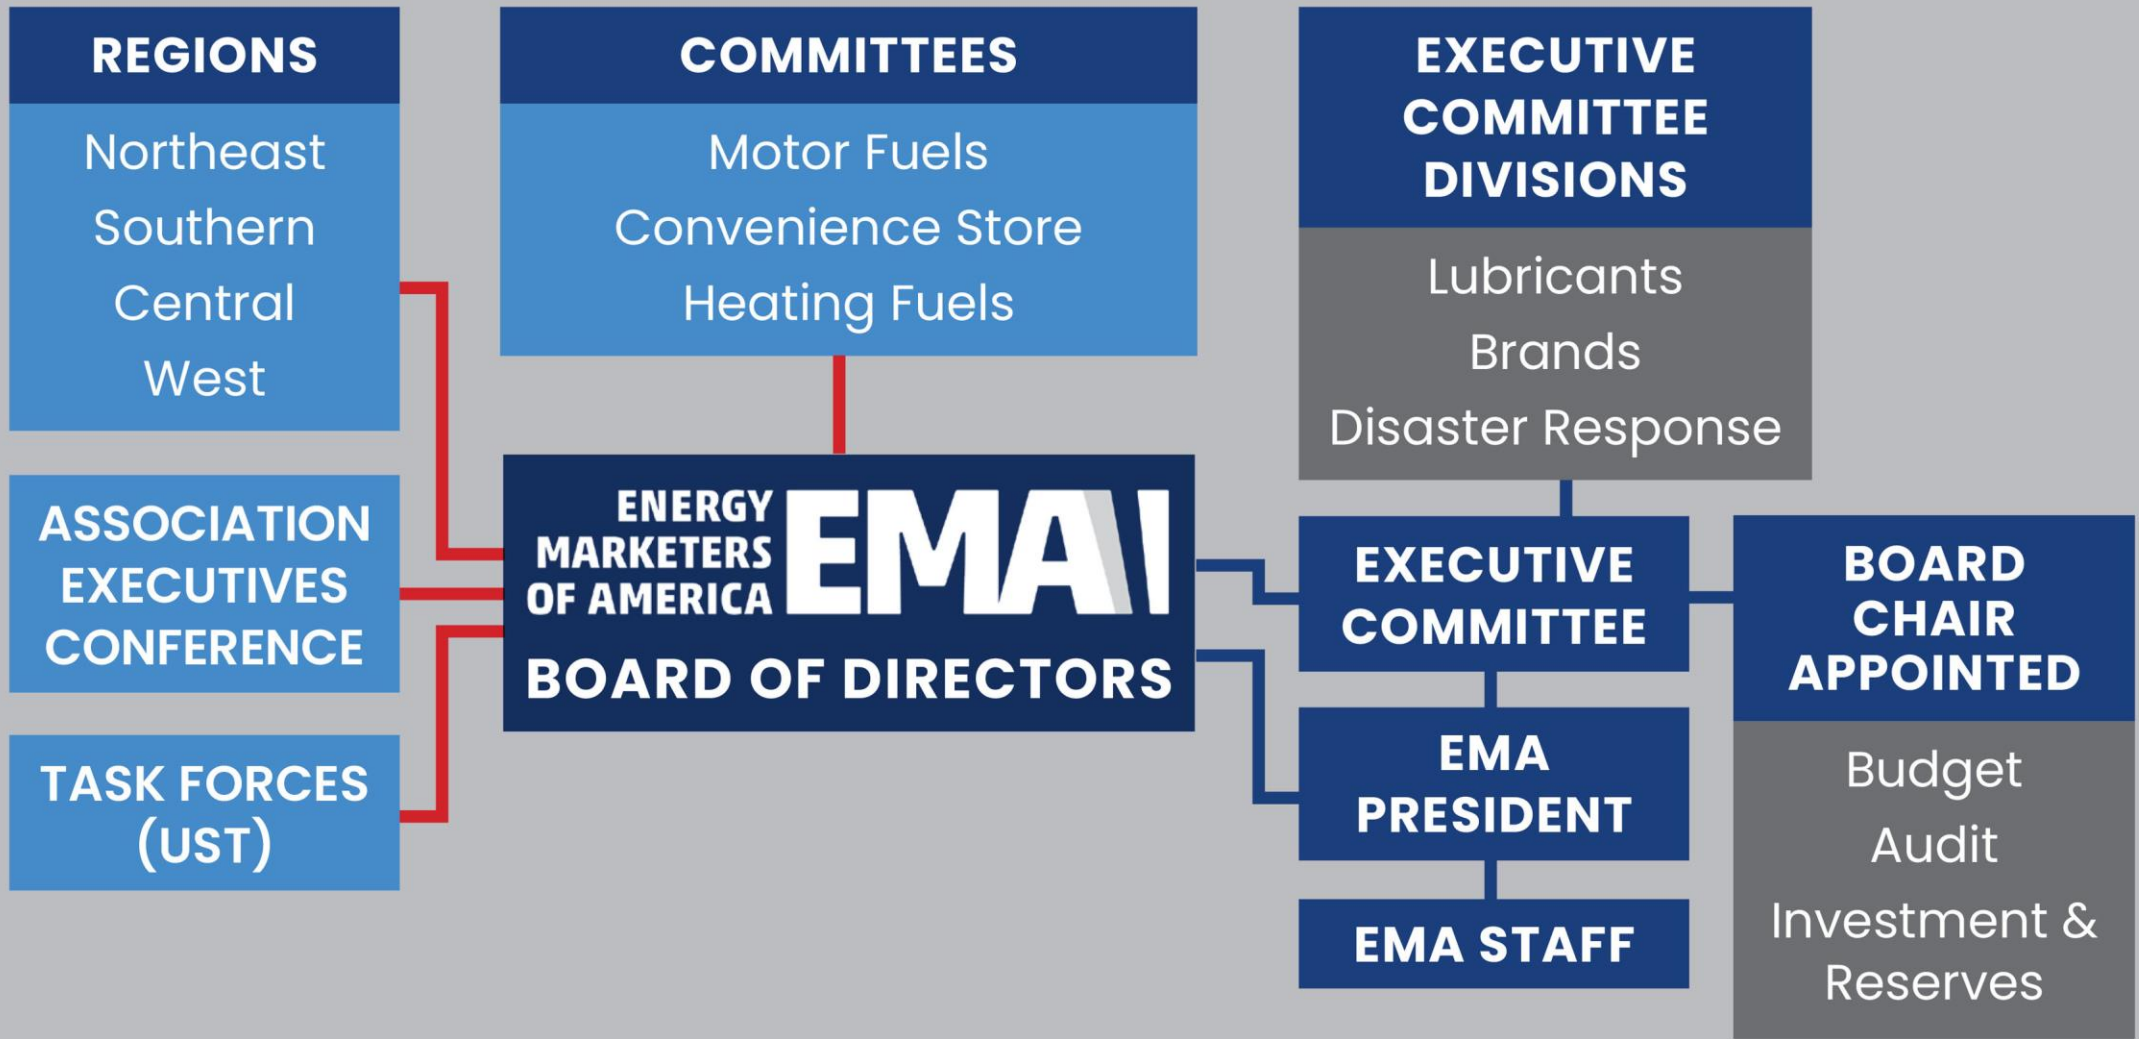 REGIONS
Northeast
Southern
Central
West
COMMITTEES
Motor Fuels
Convenience Store
Heating Fuels
EXECUTIVE
COMMITTEE
DIVISIONS
Lubricants
Brands
Disaster Response
ASSOCIATION
EXECUTIVES
CONFERENCE
TASK FORCES
(UST)
ENERGY
MARKETERS
OF AMERICA
EMA
BOARD OF DIRECTORS
EXECUTIVE
COMMITTEE
EMA
PRESIDENT
EMA STAFF
BOARD
CHAIR
APPOINTED
Budget
Audit
Investment &
Reserves